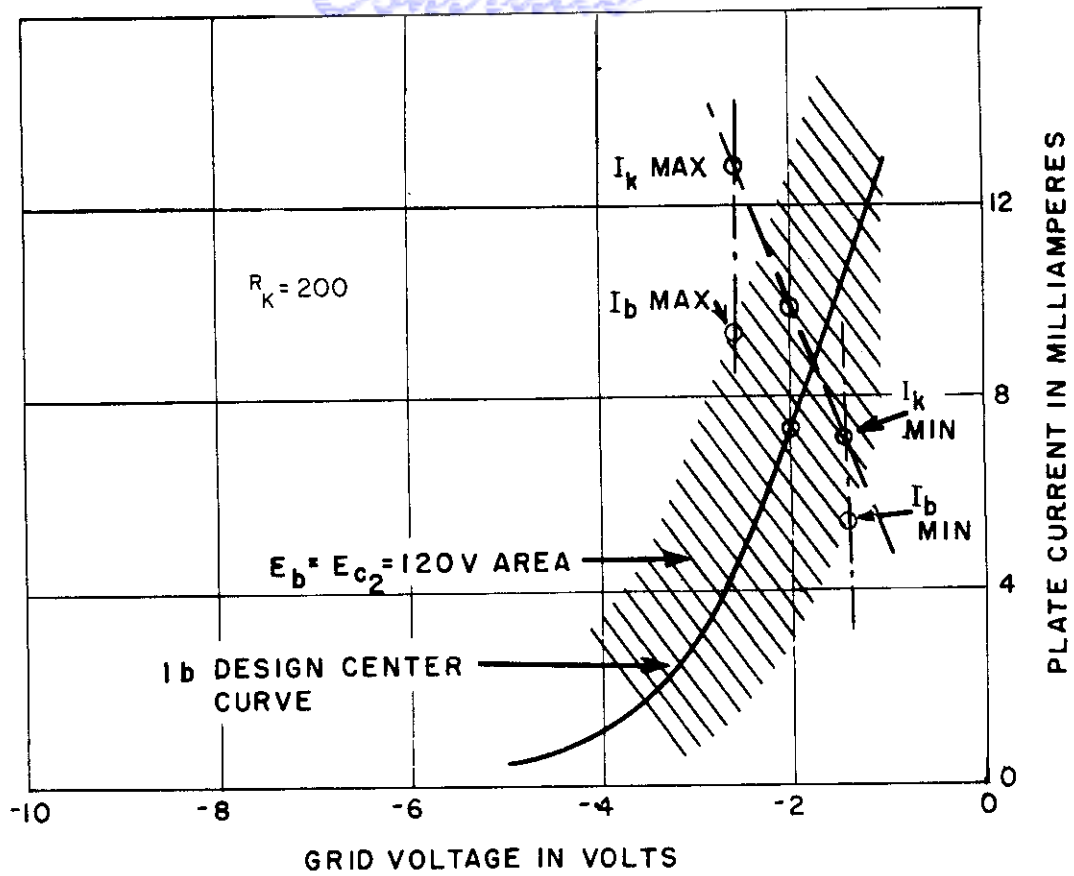 I_k MAX
12
R_K = 200
I_b MAX
8
I_k MIN
I_b MIN
E_b = E_c2 = 120 V AREA
4
I b DESIGN CENTER
CURVE
0
-10 -8 -6 -4 -2 0
GRID VOLTAGE IN VOLTS
PLATE CURRENT IN MILLIAMPERES